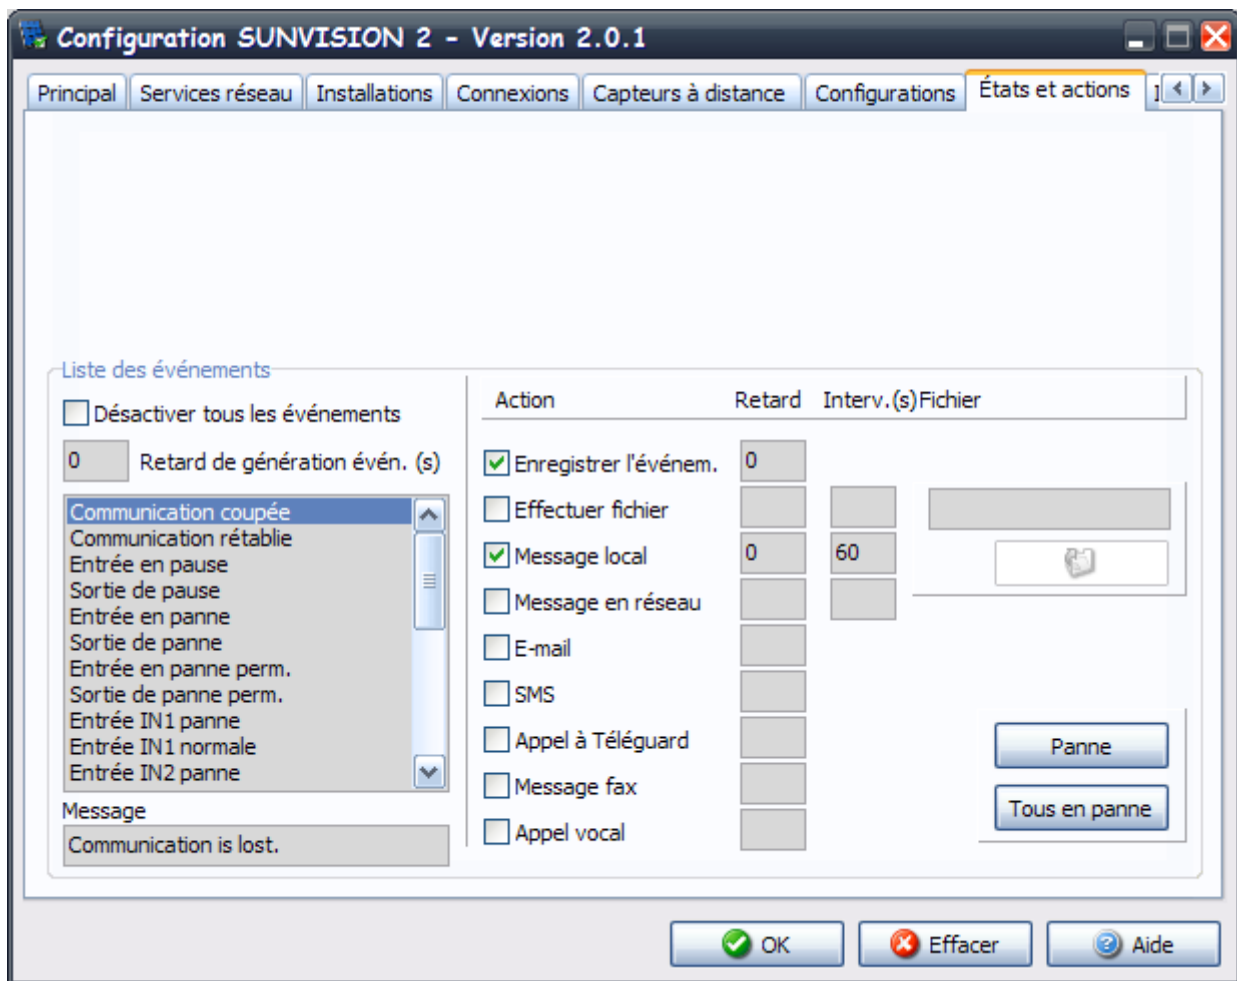 Configuration SUNVISION 2 - Version 2.0.1
Principal Services réseau Installations Connexions Capteurs à distance Configurations États et actions
Liste des événements
Désactiver tous les événements
0 Retard de génération évén. (s)
Communication coupée
Communication rétablie
Entrée en pause
Sortie de pause
Entrée en panne
Sortie de panne
Entrée en panne perm.
Sortie de panne perm.
Entrée IN1 panne
Entrée IN1 normale
Entrée IN2 panne
Message
Communication is lost.
Action Retard Interv.(s) Fichier
Enregistrer l'événem. 0
Effectuer fichier
Message local 0 60
Message en réseau
E-mail
SMS
Appel à Téléguard
Message fax
Appel vocal
Panne
Tous en panne
OK Effacer Aide